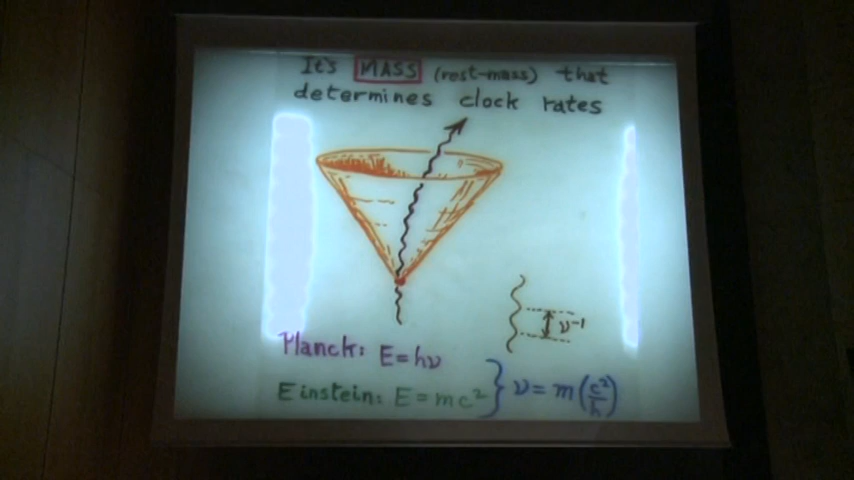 It's MASS (rest-mass) that
determines clock rates
ν⁻¹
Planck: E=hν
Einstein: E=mc² } ν=m(c²/h)